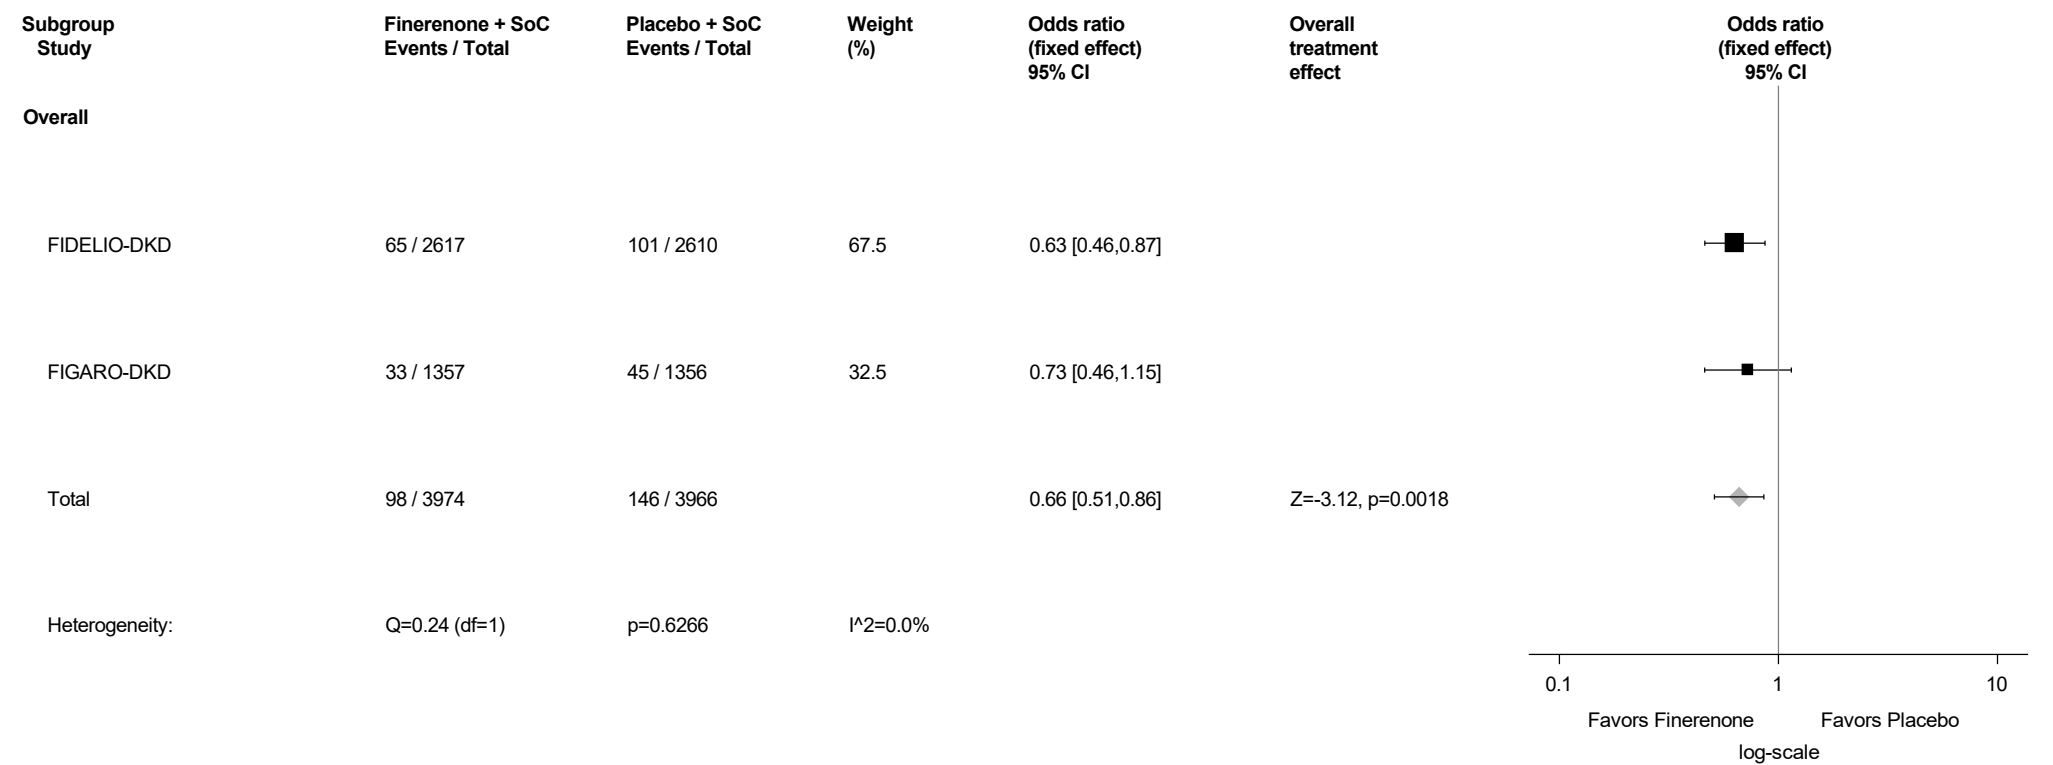 Subgroup Finerenone + SoC Placebo + SoC Weight Odds ratio Overall Odds ratio
Study Events / Total Events / Total (%) (fixed effect) treatment (fixed effect)
95% CI effect 95% CI
Overall
FIDELIO-DKD 65 / 2617 101 / 2610 67.5 0.63 [0.46,0.87]
FIGARO-DKD 33 / 1357 45 / 1356 32.5 0.73 [0.46,1.15]
Total 98 / 3974 146 / 3966 0.66 [0.51,0.86] Z=-3.12, p=0.0018
Heterogeneity: Q=0.24 (df=1) p=0.6266 I^2=0.0%
0.1 1 10
Favors Finerenone Favors Placebo
log-scale